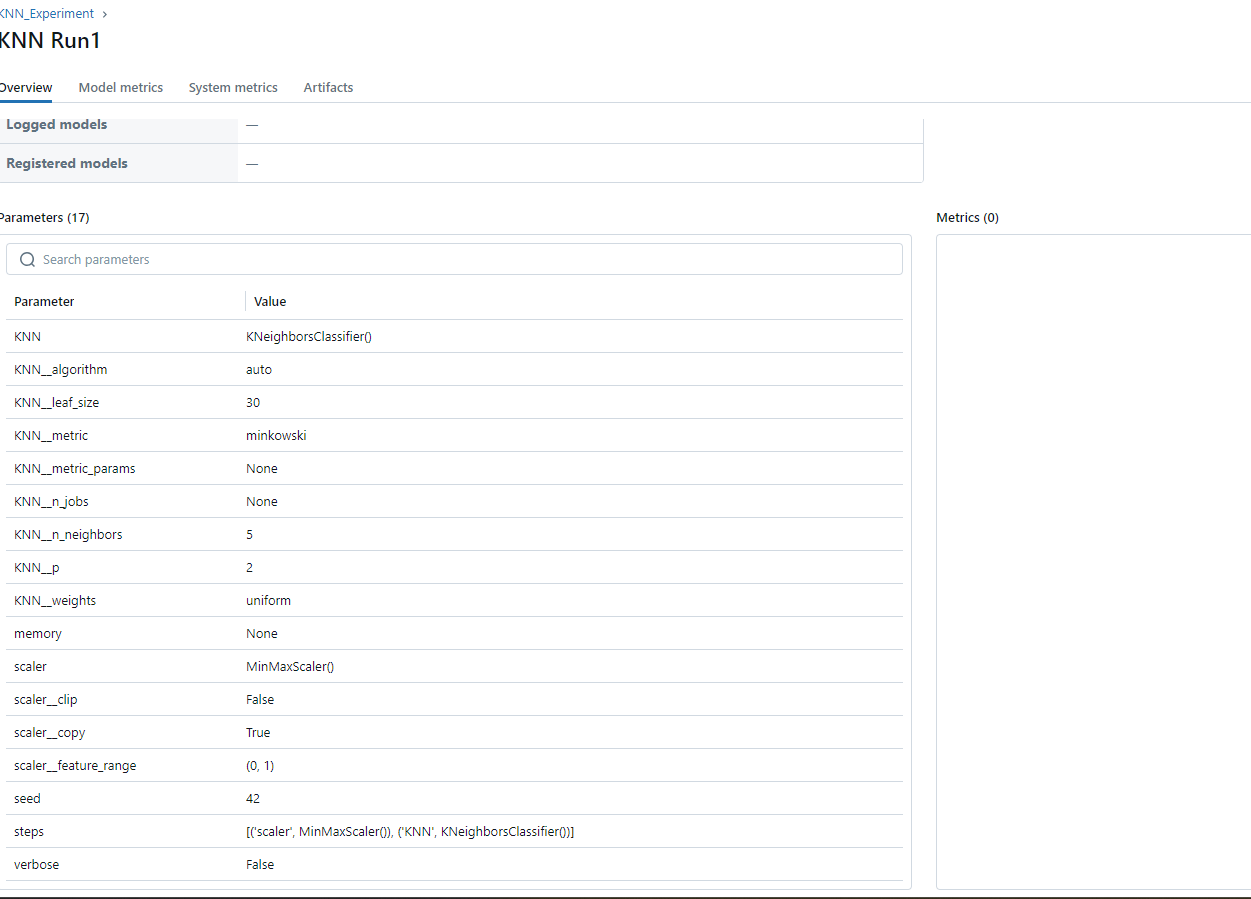 KNN_Experiment ›
KNN Run1
Overview Model metrics System metrics Artifacts
Logged models —
Registered models —
Parameters (17) Metrics (0)
Search parameters
Parameter Value
KNN KNeighborsClassifier()
KNN__algorithm auto
KNN__leaf_size 30
KNN__metric minkowski
KNN__metric_params None
KNN__n_jobs None
KNN__n_neighbors 5
KNN__p 2
KNN__weights uniform
memory None
scaler MinMaxScaler()
scaler__clip False
scaler__copy True
scaler__feature_range (0, 1)
seed 42
steps [('scaler', MinMaxScaler()), ('KNN', KNeighborsClassifier())]
verbose False